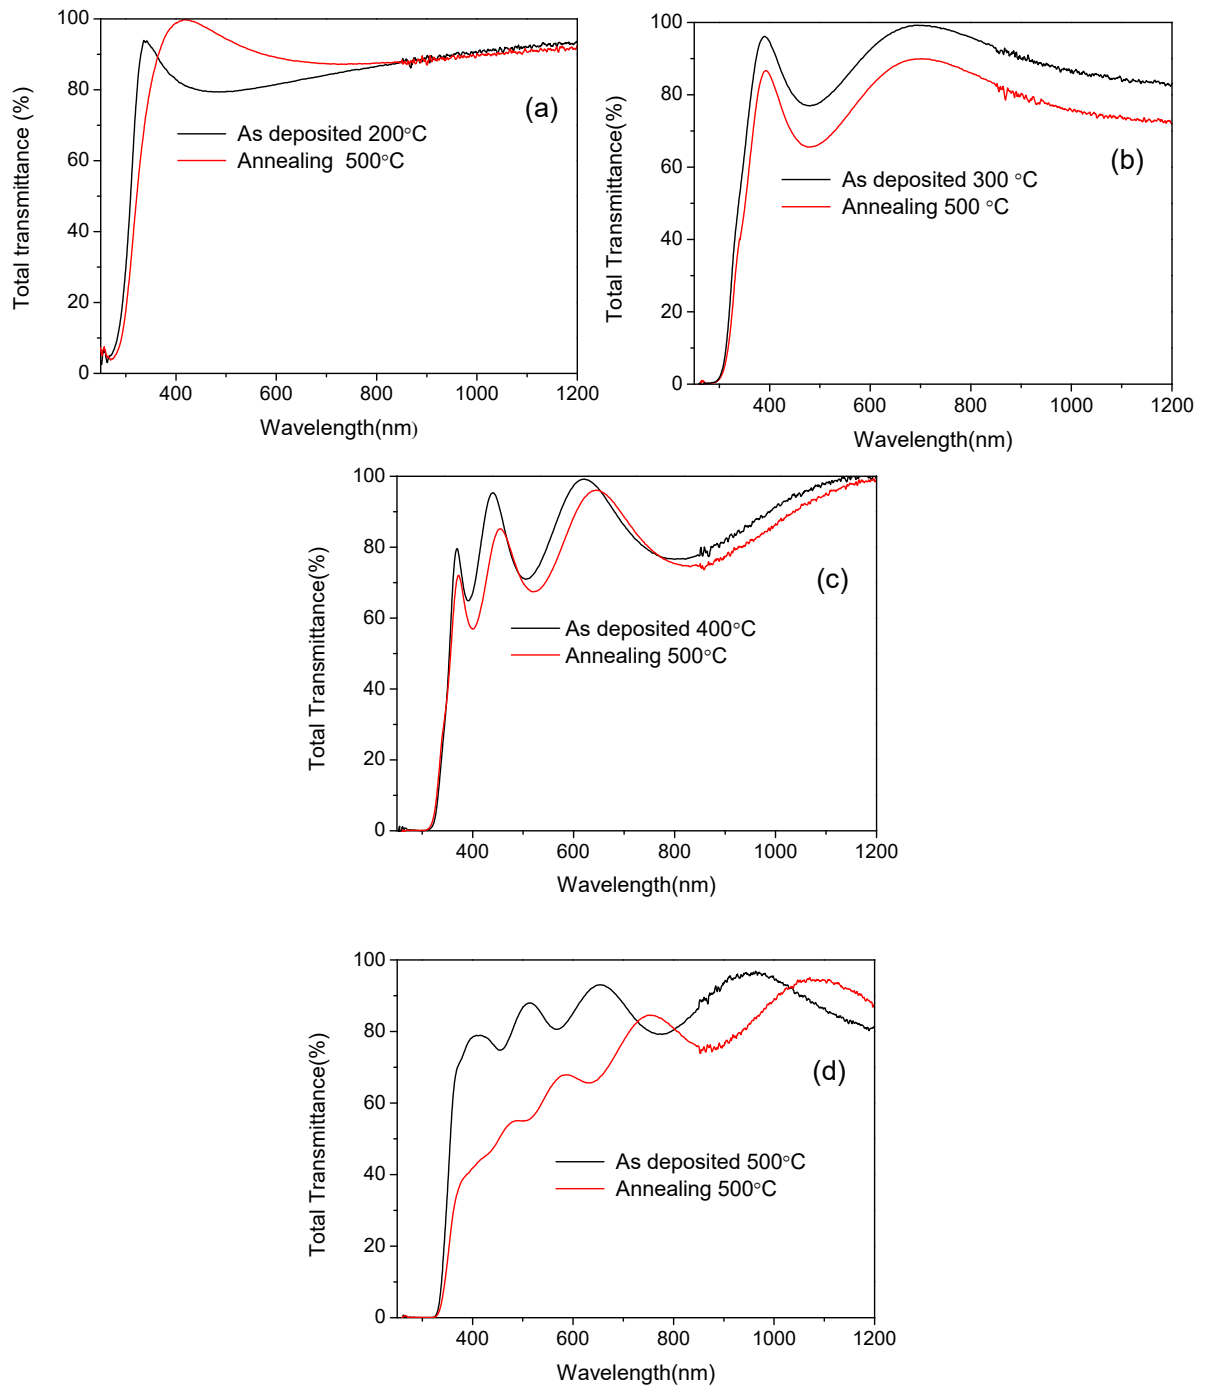 100
80
60
40
20
0
Total transmittance (%)
(a)
As deposited 200°C
Annealing  500°C
400
600
800
1000
1200
Wavelength(nm)
100
80
60
40
20
0
Total Transmittance(%)
(b)
As deposited 300 °C
Annealing 500 °C
400
600
800
1000
1200
Wavelength(nm)
100
80
60
40
20
0
Total Transmittance(%)
(c)
As deposited 400°C
Annealing 500°C
400
600
800
1000
1200
Wavelength(nm)
100
80
60
40
20
0
Total Transmittance(%)
(d)
As deposited 500°C
Annealing 500°C
400
600
800
1000
1200
Wavelength(nm)